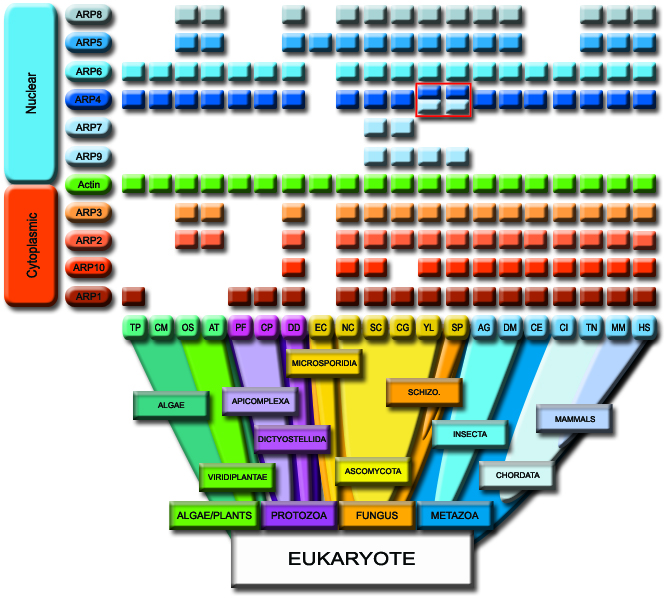 Nuclear
Cytoplasmic
ARP8
ARP5
ARP6
ARP4
ARP7
ARP9
Actin
ARP3
ARP2
ARP10
ARP1
TP CM OS AT PF CP DD EC NC SC CG YL SP AG DM CE CI TN MM HS
MICROSPORIDIA
SCHIZO.
ALGAE
APICOMPLEXA
MAMMALS
DICTYOSTELLIDA
INSECTA
ASCOMYCOTA
VIRIDIPLANTAE
CHORDATA
ALGAE/PLANTS PROTOZOA FUNGUS METAZOA
EUKARYOTE